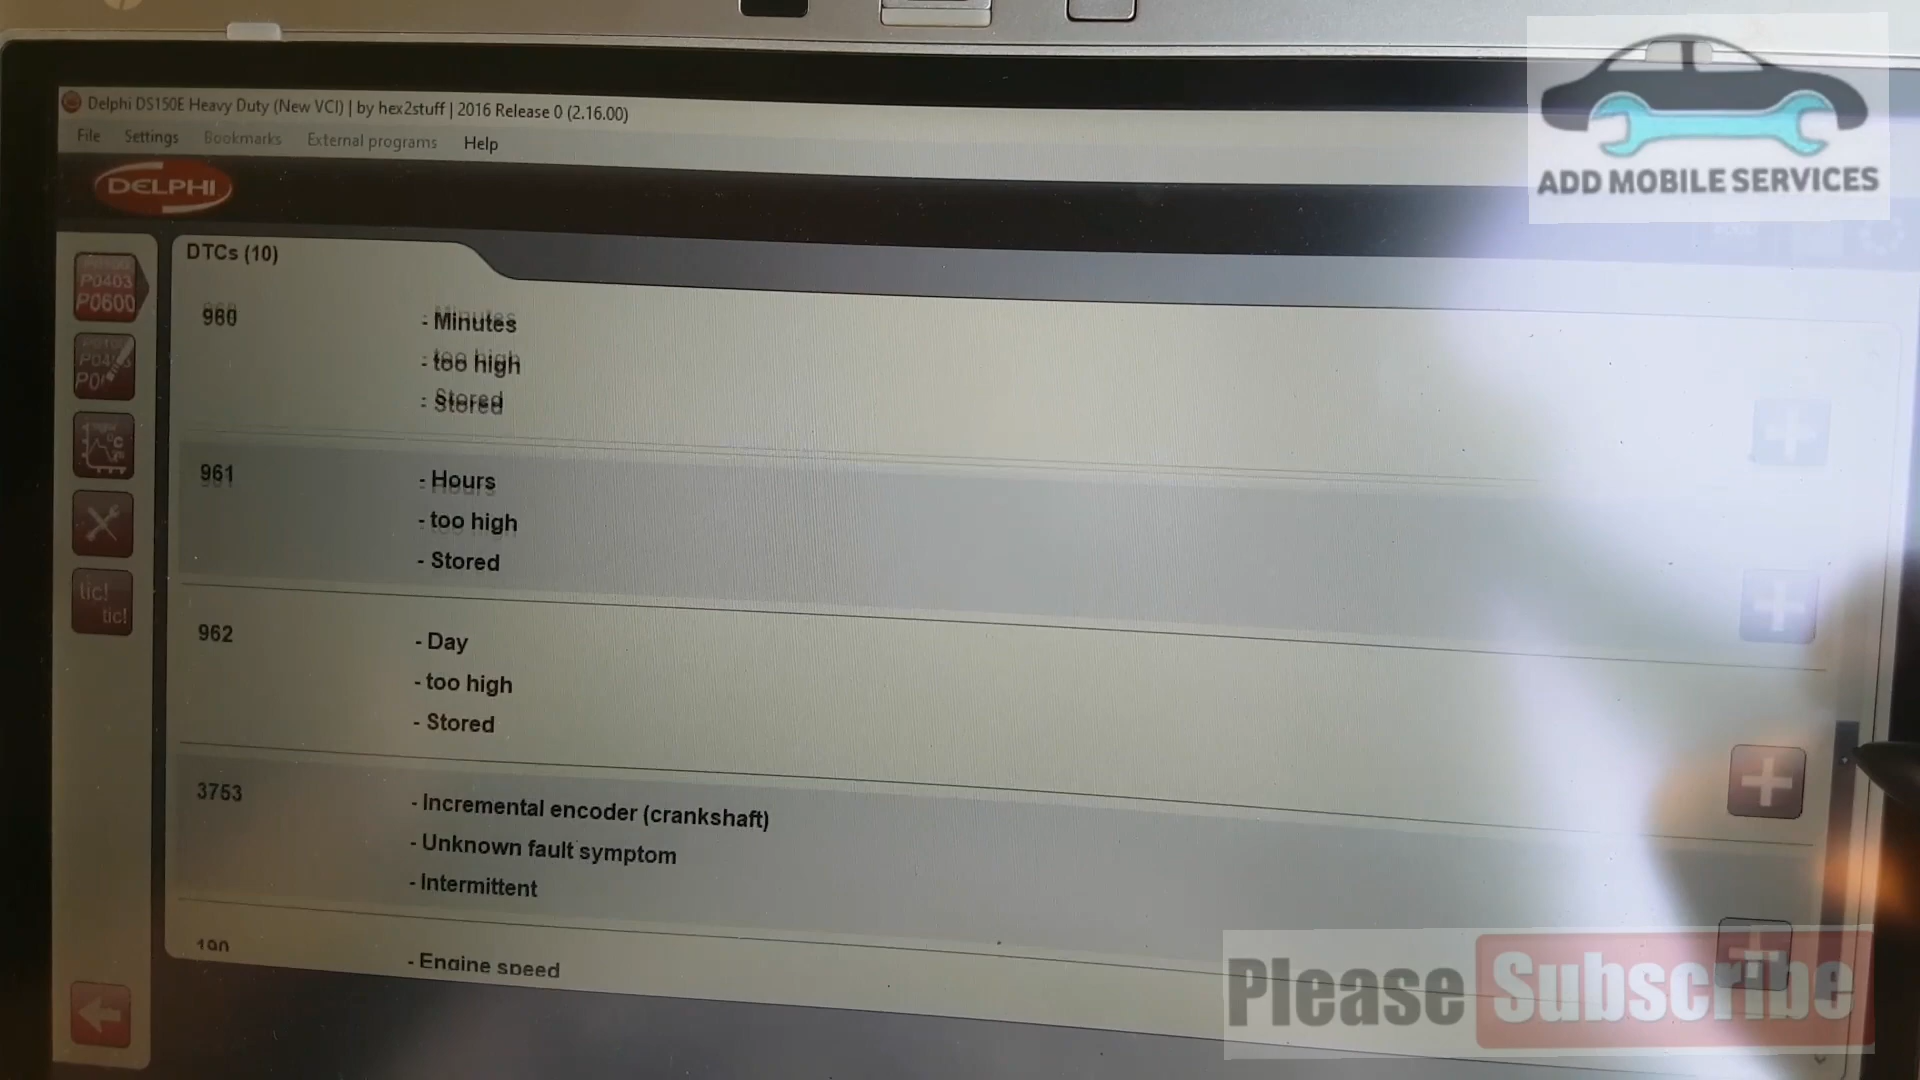 Delphi DS150E Heavy Duty (New VCI) | by hex2stuff | 2016 Release 0 (2.16.00)
File Settings Bookmarks External programs Help
DELPHI
ADD MOBILE SERVICES
DTCs (10)
P0403
P0600
960
- Minutes
- too high
- Stored
961
- Hours
- too high
- Stored
962
- Day
- too high
- Stored
tic!
tic!
3753
- Incremental encoder (crankshaft)
- Unknown fault symptom
- Intermittent
190
- Engine speed
Please Subscribe